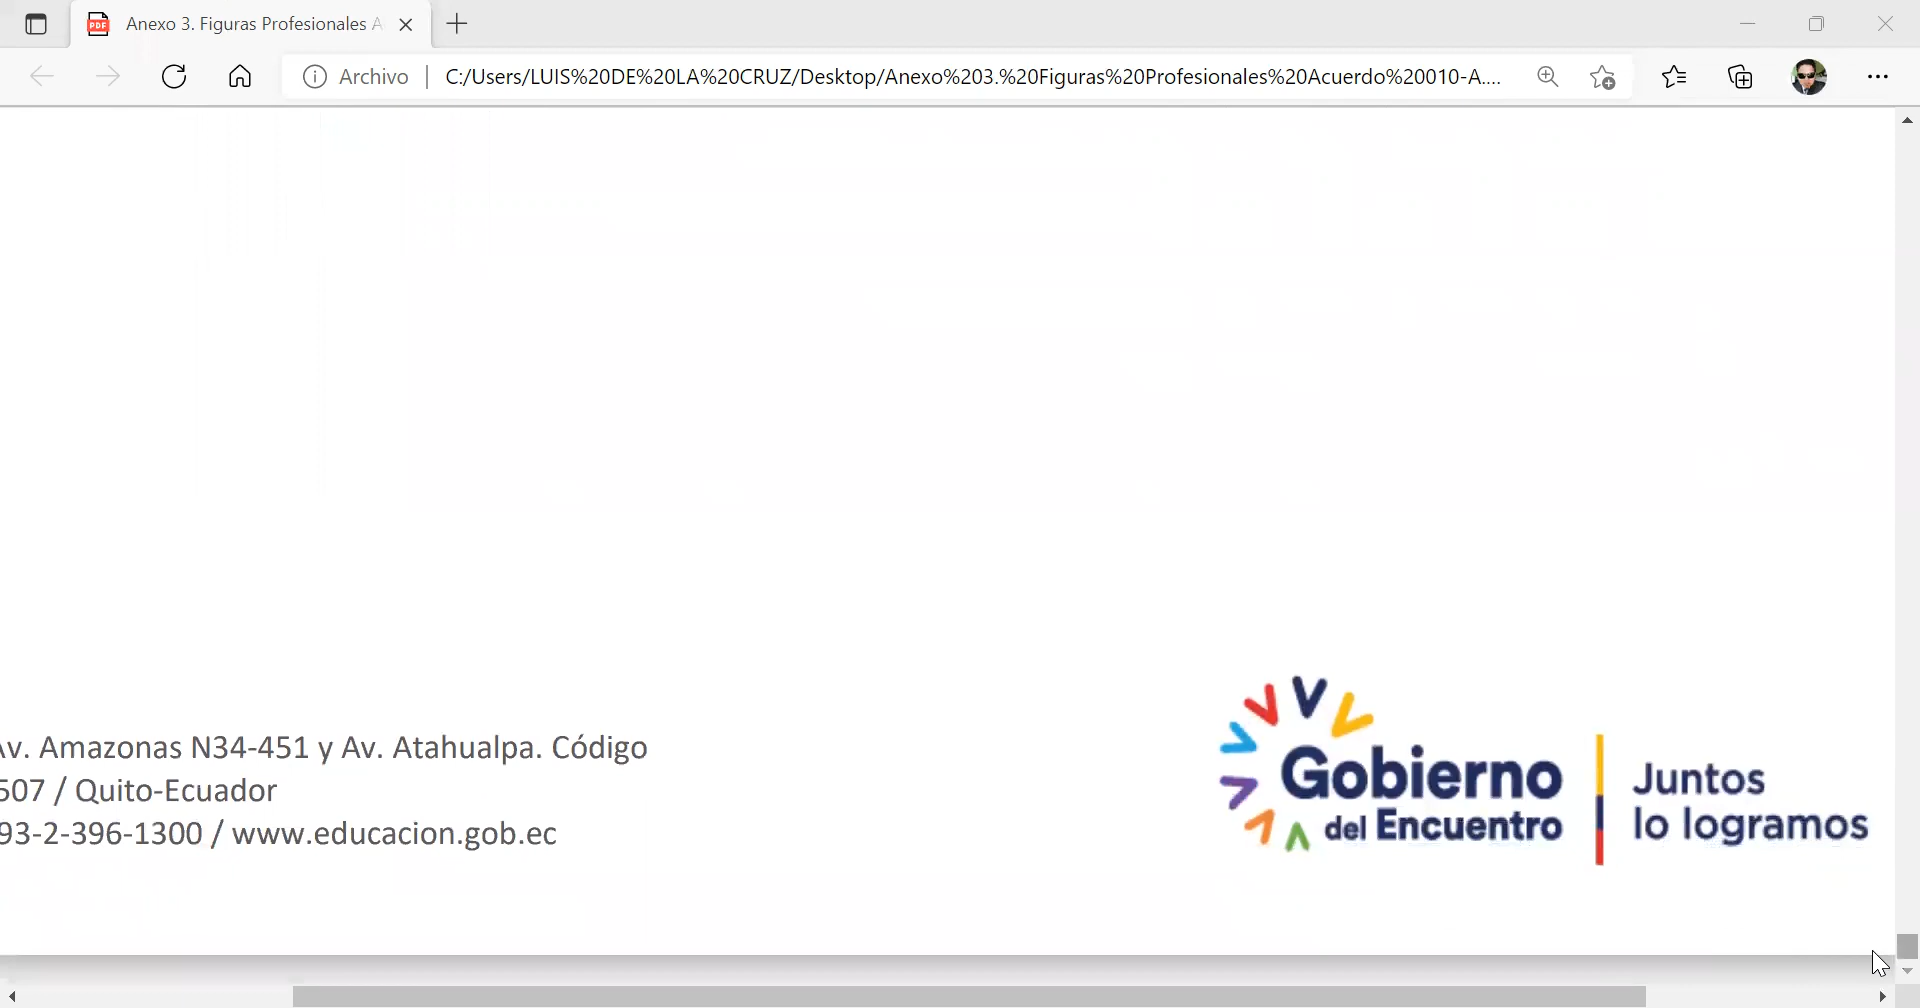 Anexo 3. Figuras Profesionales A
Archivo
C:/Users/LUIS%20DE%20LA%20CRUZ/Desktop/Anexo%203.%20Figuras%20Profesionales%20Acuerdo%20010-A....
Av. Amazonas N34-451 y Av. Atahualpa. Código
507 / Quito-Ecuador
93-2-396-1300 / www.educacion.gob.ec
Gobierno
del Encuentro
Juntos
lo logramos